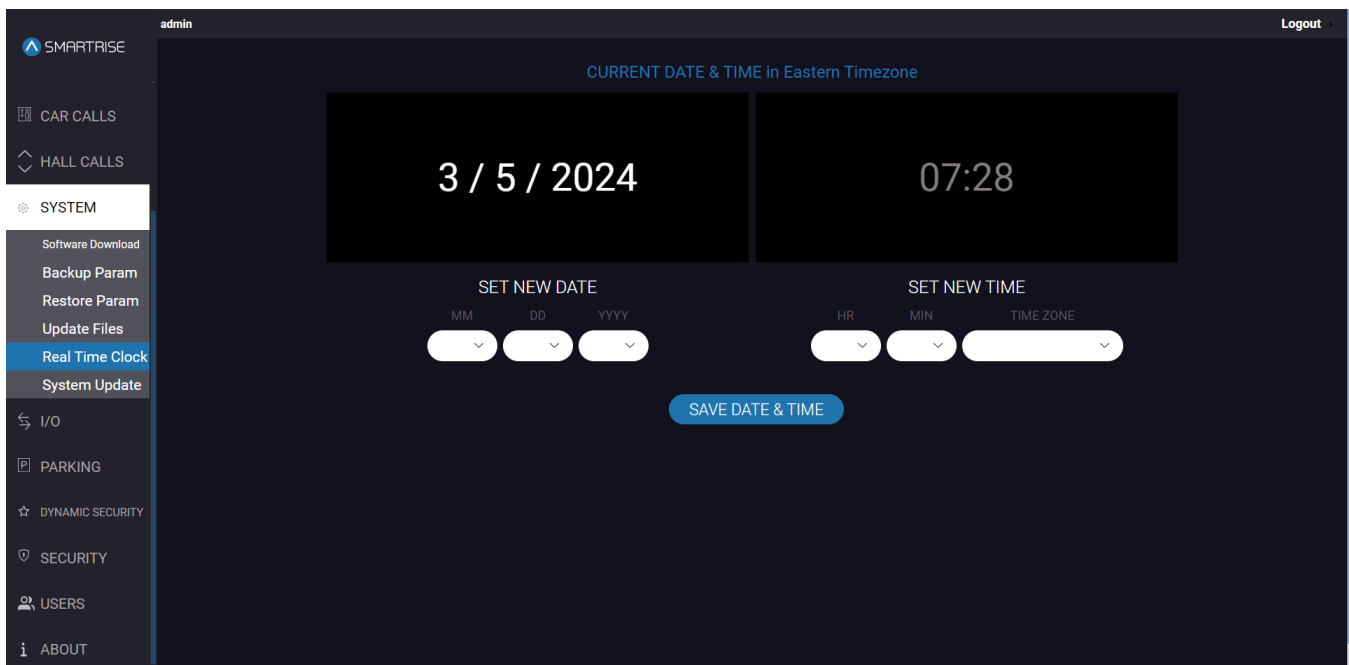 admin
Logout
SMARTRISE
CURRENT DATE & TIME in Eastern Timezone
3 / 5 / 2024
07:28
SET NEW DATE
SET NEW TIME
MM DD YYYY
HR MIN TIME ZONE
SAVE DATE & TIME
CAR CALLS
HALL CALLS
SYSTEM
Software Download
Backup Param
Restore Param
Update Files
Real Time Clock
System Update
I/O
P PARKING
DYNAMIC SECURITY
SECURITY
USERS
i ABOUT